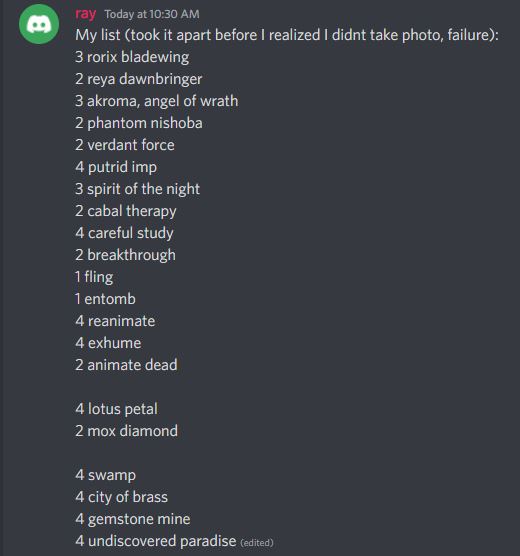 ray Today at 10:30 AM
My list (took it apart before I realized I didnt take photo, failure):
3 rorix bladewing
2 reya dawnbringer
3 akroma, angel of wrath
2 phantom nishoba
2 verdant force
4 putrid imp
3 spirit of the night
2 cabal therapy
4 careful study
2 breakthrough
1 fling
1 entomb
4 reanimate
4 exhume
2 animate dead
4 lotus petal
2 mox diamond
4 swamp
4 city of brass
4 gemstone mine
4 undiscovered paradise (edited)